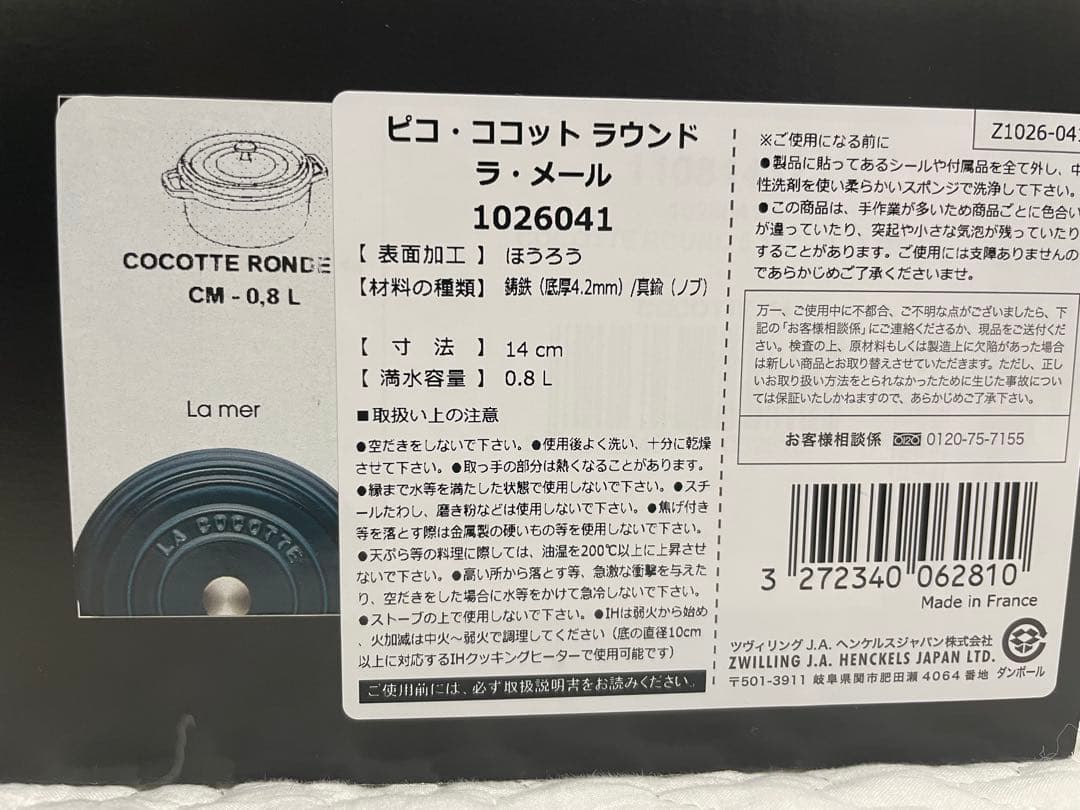 COCOTTE RONDE
CM - 0,8 L
La mer
LA COCOTTE
ピコ・ココット ラウンド
ラ・メール
1026041
【 表面加工 】 ほうろう
【材料の種類】 鋳鉄（底厚4.2mm）/真鍮（ノブ）
【 寸 法 】 14 cm
【 満水容量 】 0.8 L
■取扱い上の注意
●空だきをしないで下さい。●使用後よく洗い、十分に乾燥
させて下さい。●取っ手の部分は熱くなることがあります。
●縁まで水等を満たした状態で使用しないで下さい。●スチ
ールたわし、磨き粉などは使用しないで下さい。●焦げ付き
等を落とす際は金属製の硬いもの等を使用しないで下さい。
●天ぷら等の料理に際しては、油温を200℃以上に上昇させ
ないで下さい。●高い所から落とす等、急激な衝撃を与えた
り、空だきした場合に水等をかけて急冷しないで下さい。
●ストーブの上で使用しないで下さい。●IHは弱火から始め
、火加減は中火～弱火で調理してください（底の直径10cm
以上に対応するIHクッキングヒーターで使用可能です）
ご使用前には、必ず取扱説明書をお読みください。
Z1026-041
※ご使用になる前に
●製品に貼ってあるシールや付属品を全て外し、中
性洗剤を使い柔らかいスポンジで洗浄して下さい。
●この商品は、手作業が多いため商品ごとに色合い
が違っていたり、突起や小さな気泡が残っていたり
することがあります。ご使用には支障ありませんの
であらかじめご了承くださいませ。
万一、ご使用中に不都合、ご不明な点がございましたら、下
記の「お客様相談係」にご連絡くださるか、現品をご送付くだ
さい。検査の上、原材料もしくは製造上に欠陥があった場合
は新しい商品とお取り替えさせていただきます。ただし、正し
いお取り扱い方法をとられなかったために生じた事故につい
ては保証いたしかねますので、あらかじめご了承下さい。
お客様相談係 0120-75-7155
3 272340 062810
Made in France
ツヴィリング J.A. ヘンケルスジャパン株式会社
ZWILLING J.A. HENCKELS JAPAN LTD.
〒501-3911 岐阜県関市肥田瀬 4064 番地 ダンボール